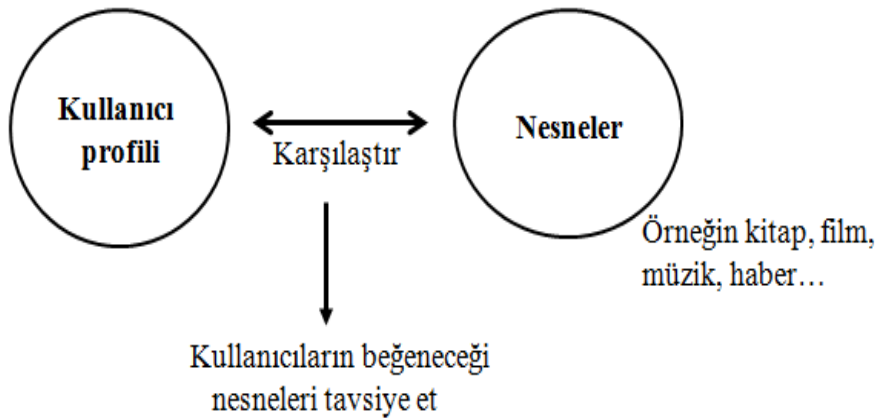 Kullanıcı
profili
Karşılaştır
Nesneler
Örneğin kitap, film,
müzik, haber…
Kullanıcıların beğeneceği
nesneleri tavsiye et